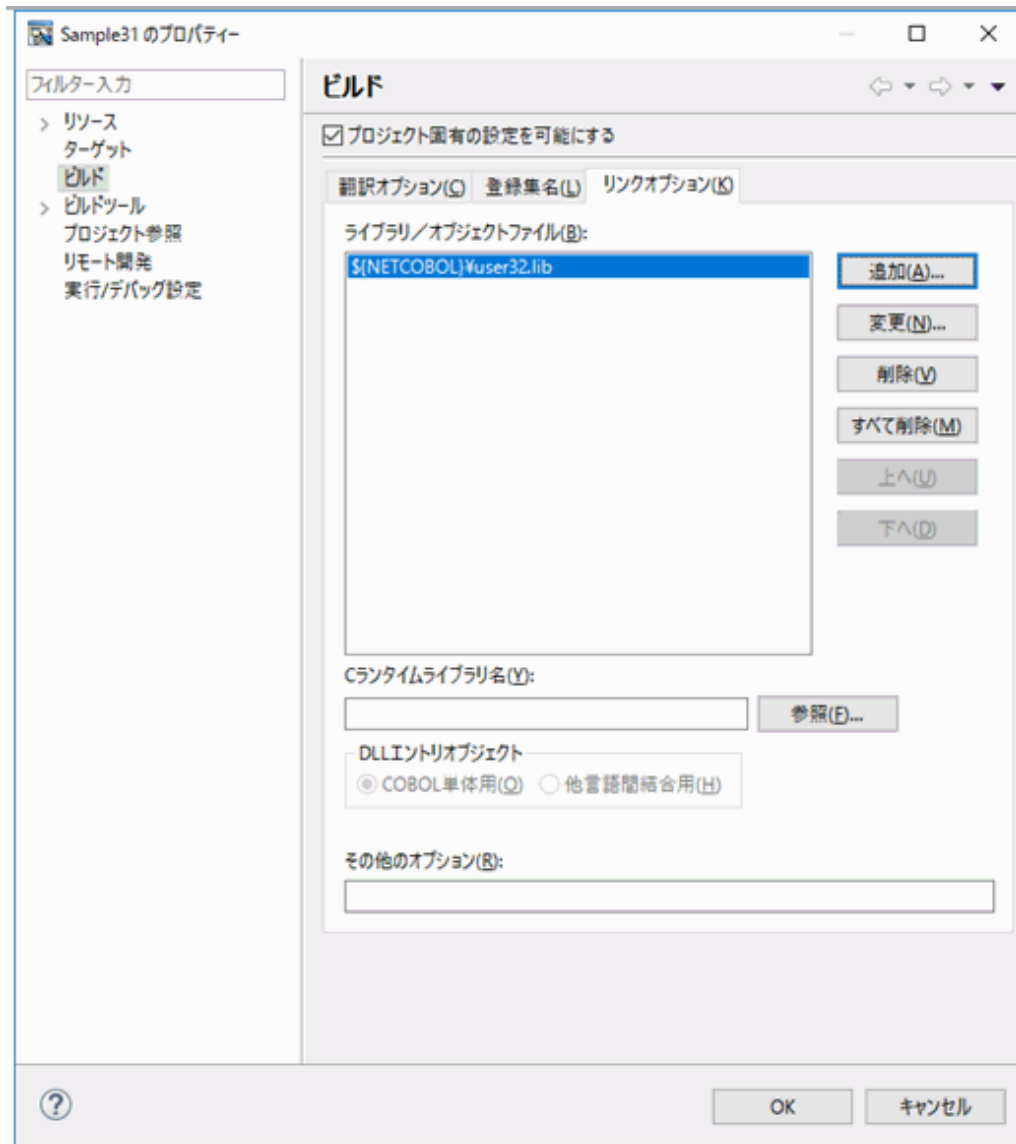 Sample31 のプロパティー
フィルター入力
リソース
ターゲット
ビルド
ビルドツール
プロジェクト参照
リモート開発
実行/デバッグ設定
ビルド
プロジェクト固有の設定を可能にする
翻訳オプション(C) 登録集名(L) リンクオプション(K)
ライブラリ／オブジェクトファイル(B):
${NETCOBOL}¥user32.lib
追加(A)...
変更(N)...
削除(V)
すべて削除(M)
上へ(U)
下へ(D)
Cランタイムライブラリ名(Y):
参照(F)...
DLLエントリオブジェクト
COBOL単体用(O) 他言語間結合用(H)
その他のオプション(R):
?
OK キャンセル